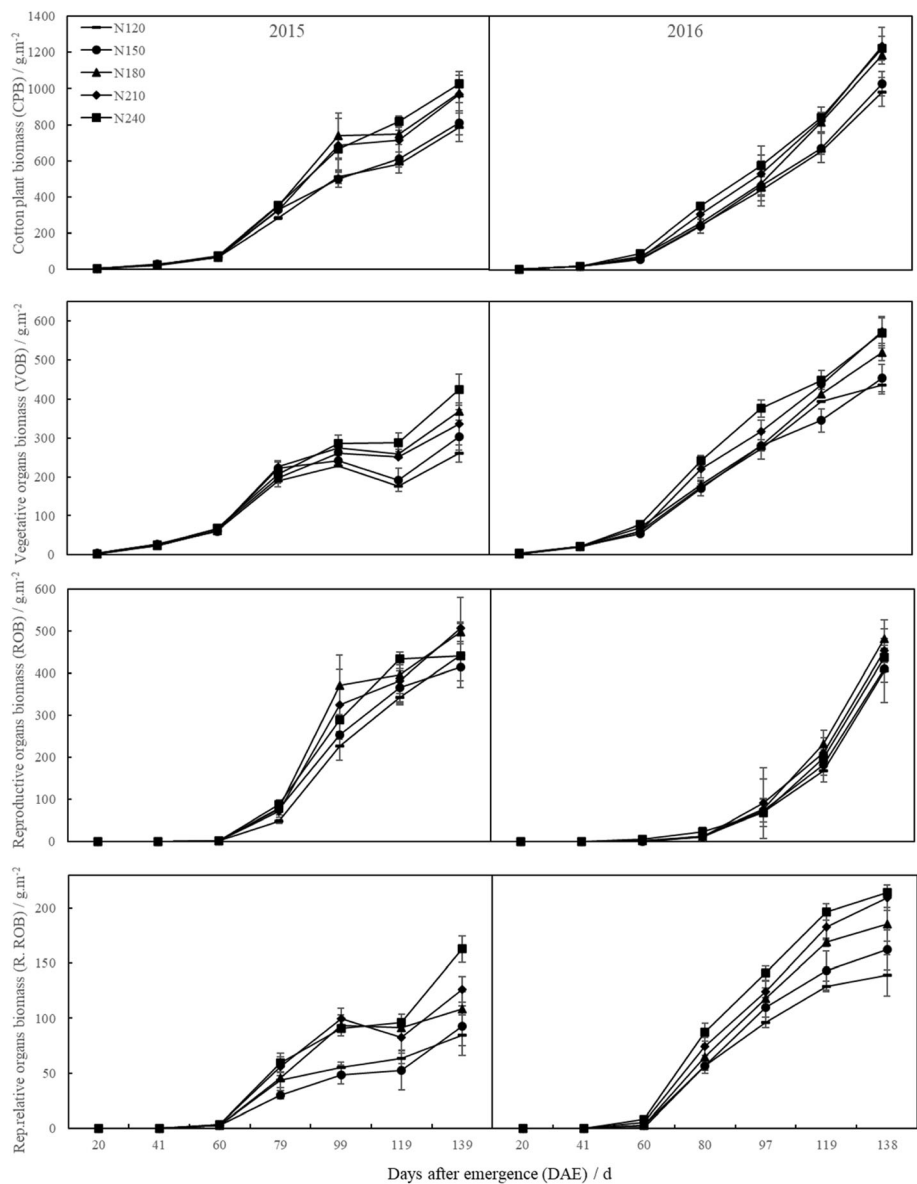 2015
2016
N120
N150
N180
N210
N240
1400
1200
1000
800
600
400
200
0
Cotton plant biomass (CPB) / g.m-2
600
500
400
300
200
100
0
Vegetative organs biomass (VOB) / g.m-2
600
500
400
300
200
100
0
Reproductive organs biomass (ROB) / g.m-2
200
150
100
50
0
Rep.relative organs biomass (R. ROB) / g.m-2
20 41 60 79 99 119 139 20 41 60 80 97 119 138
Days after emergence (DAE) / d